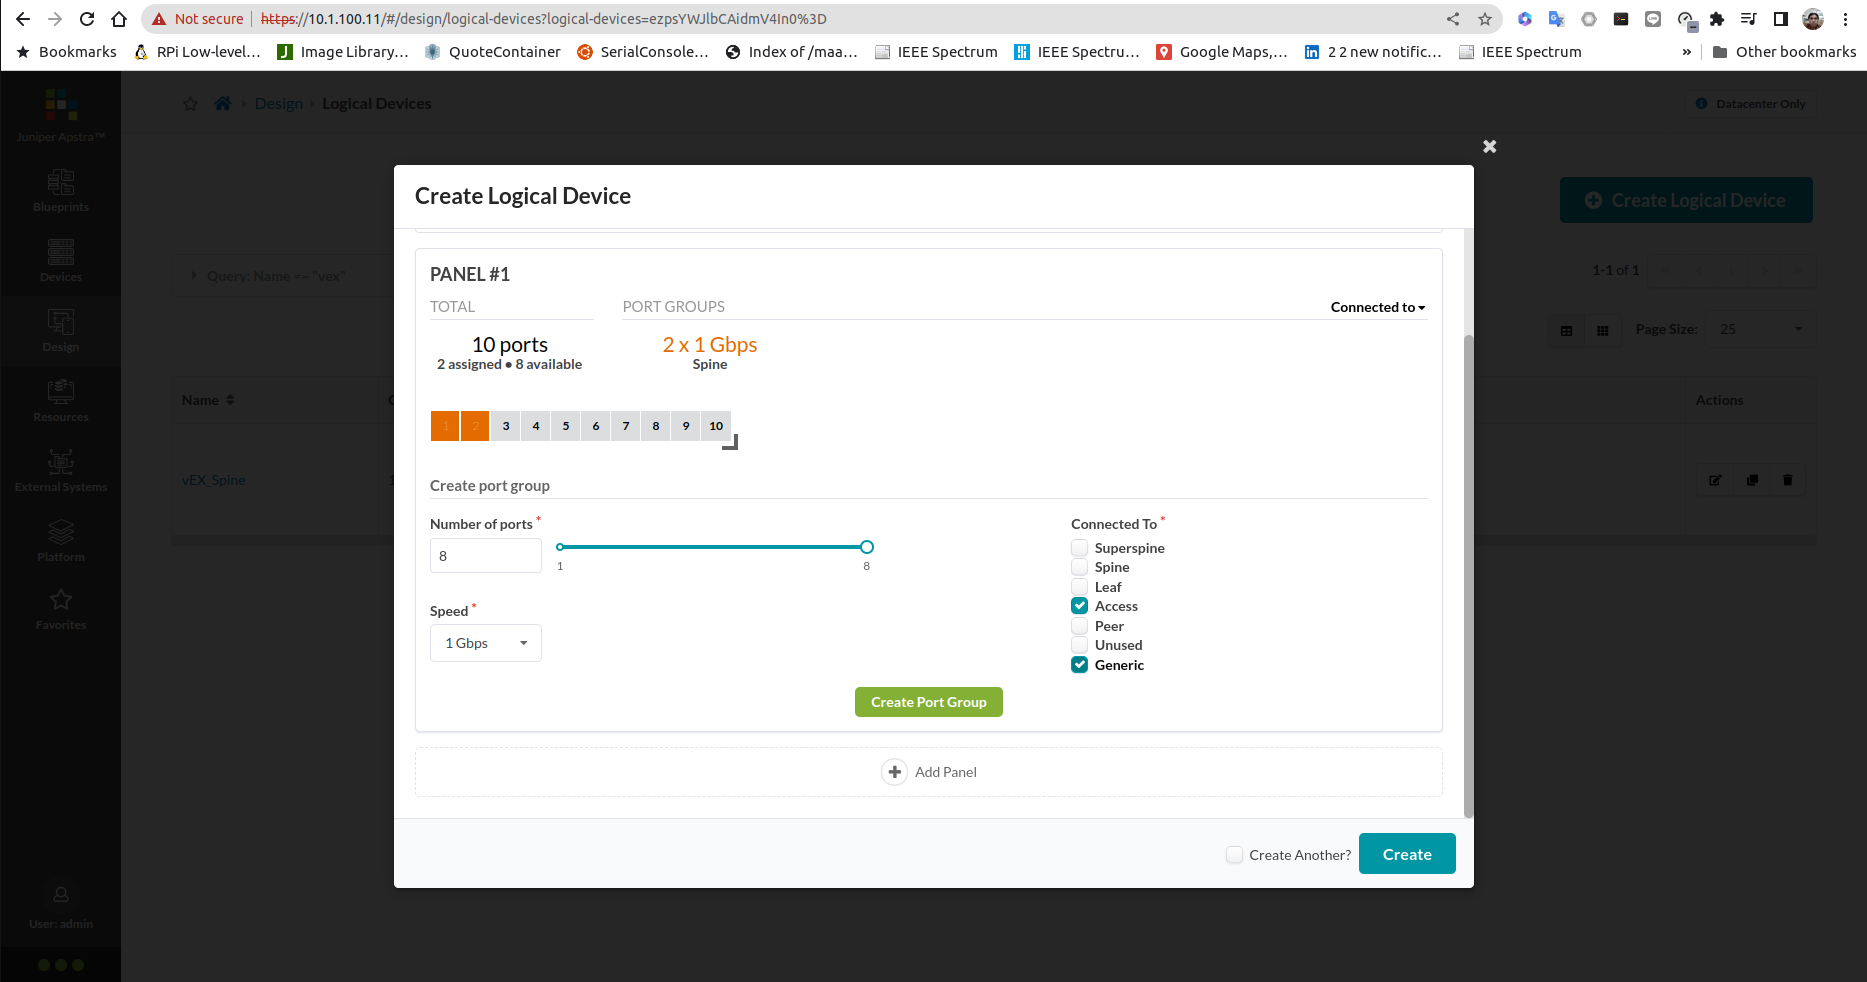 Not secure | https://10.1.100.11/#/design/logical-devices?logical-devices=ezpsYWJlbCAidmV4In0%3D
Bookmarks RPi Low-level... Image Library... QuoteContainer SerialConsole... Index of /maa... IEEE Spectrum IEEE Spectru... Google Maps,... 2 2 new notific... IEEE Spectrum » Other bookmarks
Juniper Apstra™
Blueprints
Devices
Design
Resources
External Systems
Platform
Favorites
User: admin
Design Logical Devices
Datacenter Only
Create Logical Device
Query: Name == "vex"
1-1 of 1
Page Size: 25
Name
Actions
vEX_Spine
Create Logical Device
PANEL #1
TOTAL PORT GROUPS Connected to
10 ports 2 x 1 Gbps
2 assigned • 8 available Spine
1 2 3 4 5 6 7 8 9 10
Create port group
Number of ports * Connected To *
8
1 8
Superspine
Spine
Leaf
Access
Peer
Unused
Generic
Speed *
1 Gbps
Create Port Group
Add Panel
Create Another? Create